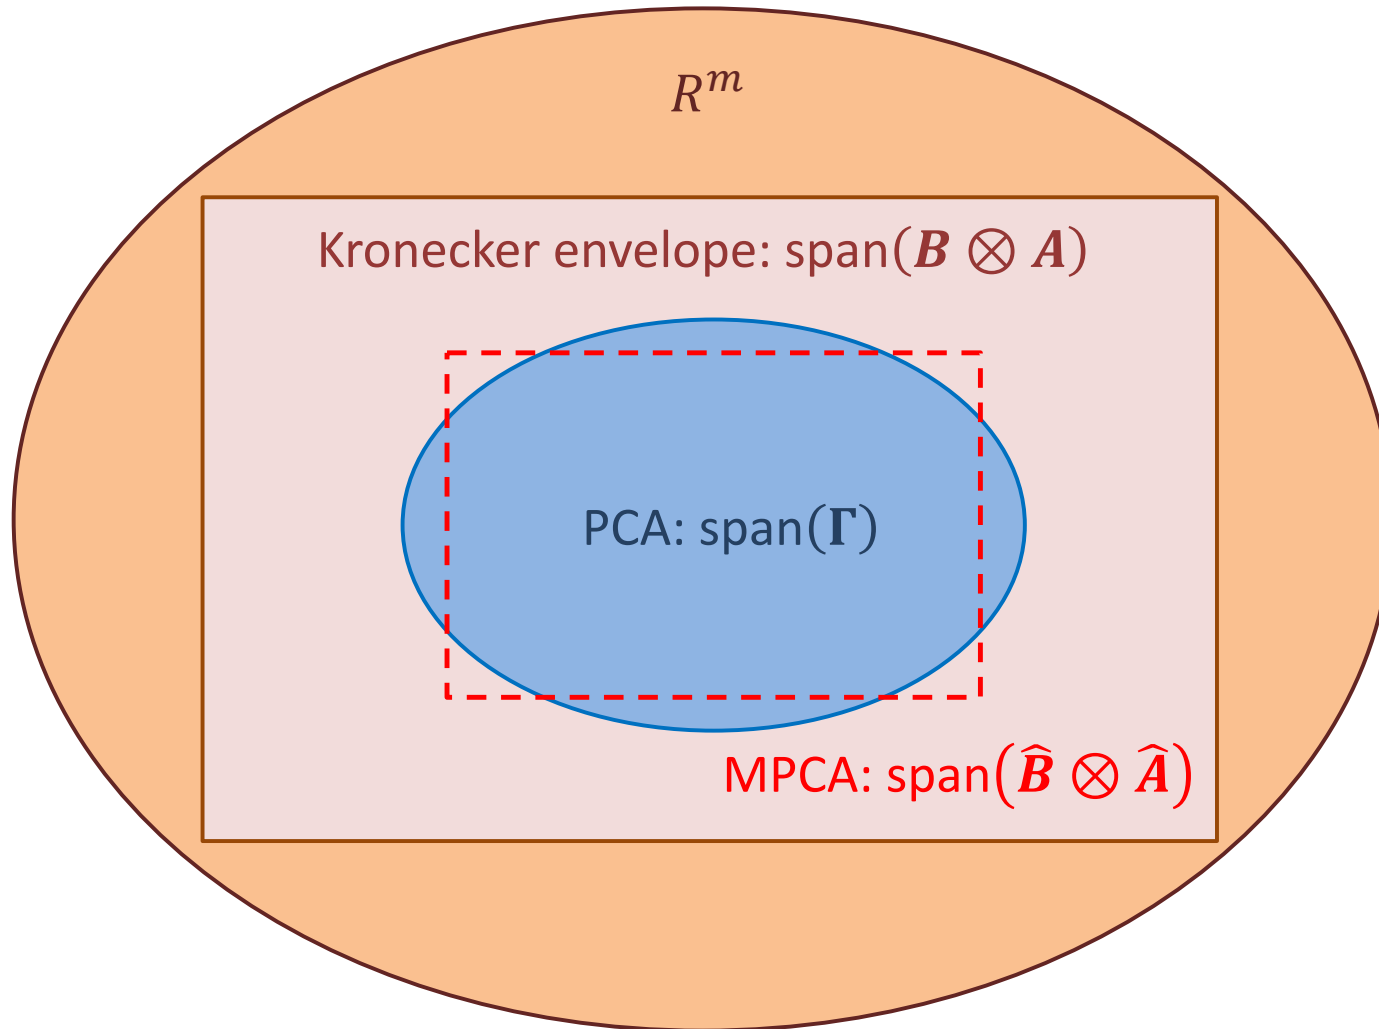 R^m
Kronecker envelope: span(B ⊗ A)
PCA: span(Γ)
MPCA: span(B̂ ⊗ Â)